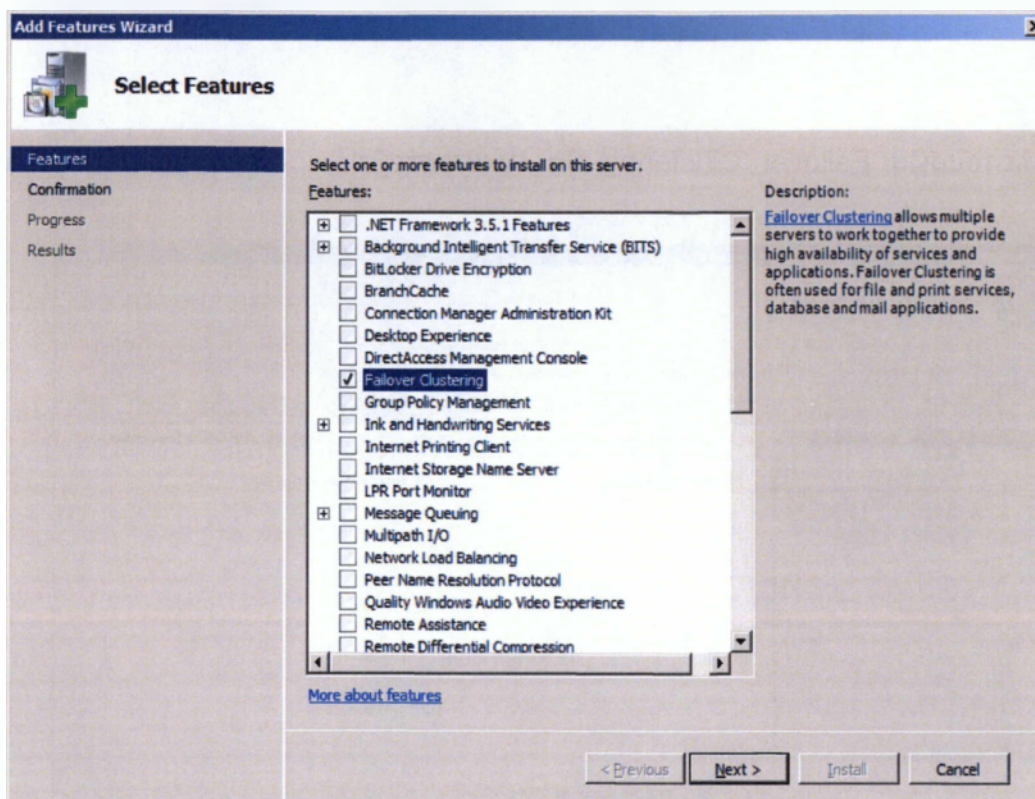 Add Features Wizard
Select Features
Features
Confirmation
Progress
Results
Select one or more features to install on this server.
Features:
.NET Framework 3.5.1 Features
Background Intelligent Transfer Service (BITS)
BitLocker Drive Encryption
BranchCache
Connection Manager Administration Kit
Desktop Experience
DirectAccess Management Console
Failover Clustering
Group Policy Management
Ink and Handwriting Services
Internet Printing Client
Internet Storage Name Server
LPR Port Monitor
Message Queuing
Multipath I/O
Network Load Balancing
Peer Name Resolution Protocol
Quality Windows Audio Video Experience
Remote Assistance
Remote Differential Compression
More about features
Description:
Failover Clustering allows multiple
servers to work together to provide
high availability of services and
applications. Failover Clustering is
often used for file and print services,
database and mail applications.
< Previous
Next >
Install
Cancel